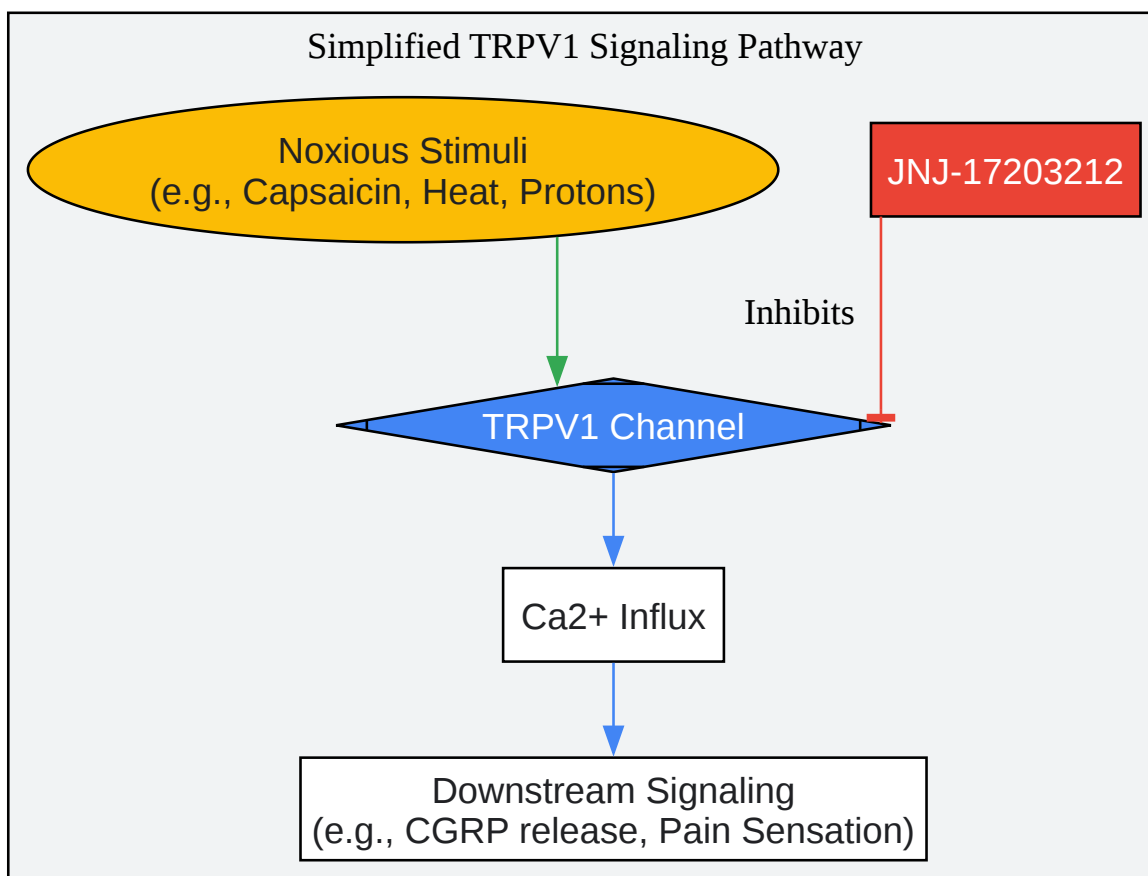 Simplified TRPV1 Signaling Pathway
Noxious Stimuli
(e.g., Capsaicin, Heat, Protons)
JNJ-17203212
Inhibits
TRPV1 Channel
Ca2+ Influx
Downstream Signaling
(e.g., CGRP release, Pain Sensation)